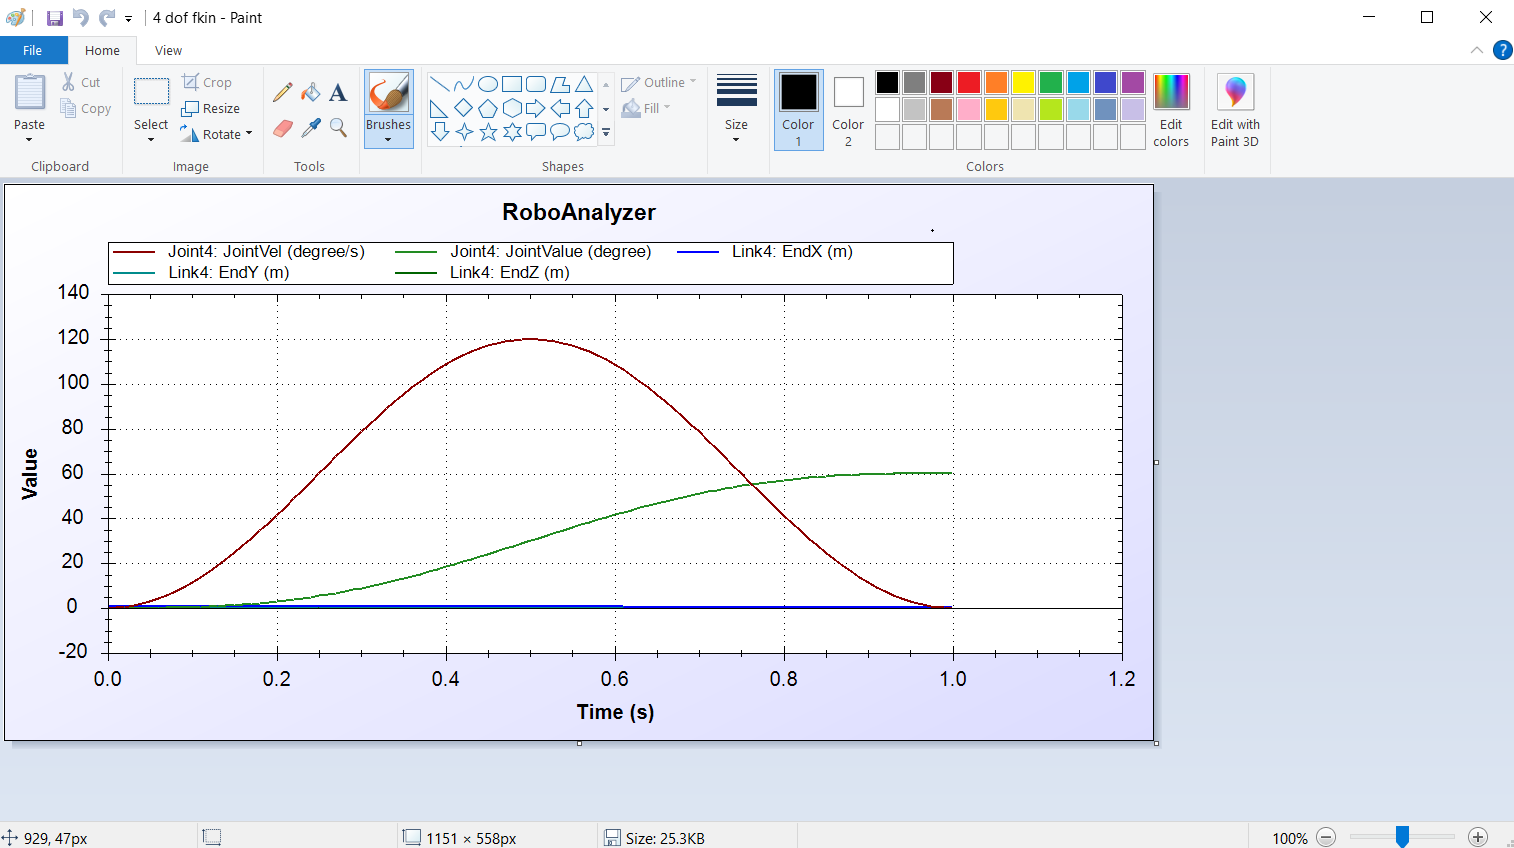 4 dof fkin - Paint
File Home View
Paste Cut Copy Clipboard
Select Crop Resize Rotate Image
A Tools
Brushes
Outline Fill Shapes
Size
Color 1 Color 2 Edit colors Colors
Edit with Paint 3D
?
RoboAnalyzer
Joint4: JointVel (degree/s) Joint4: JointValue (degree) Link4: EndX (m)
Link4: EndY (m) Link4: EndZ (m)
140
120
100
80
60
40
20
0
-20
Value
0.0 0.2 0.4 0.6 0.8 1.0 1.2
Time (s)
929, 47px 1151 × 558px Size: 25.3KB 100%